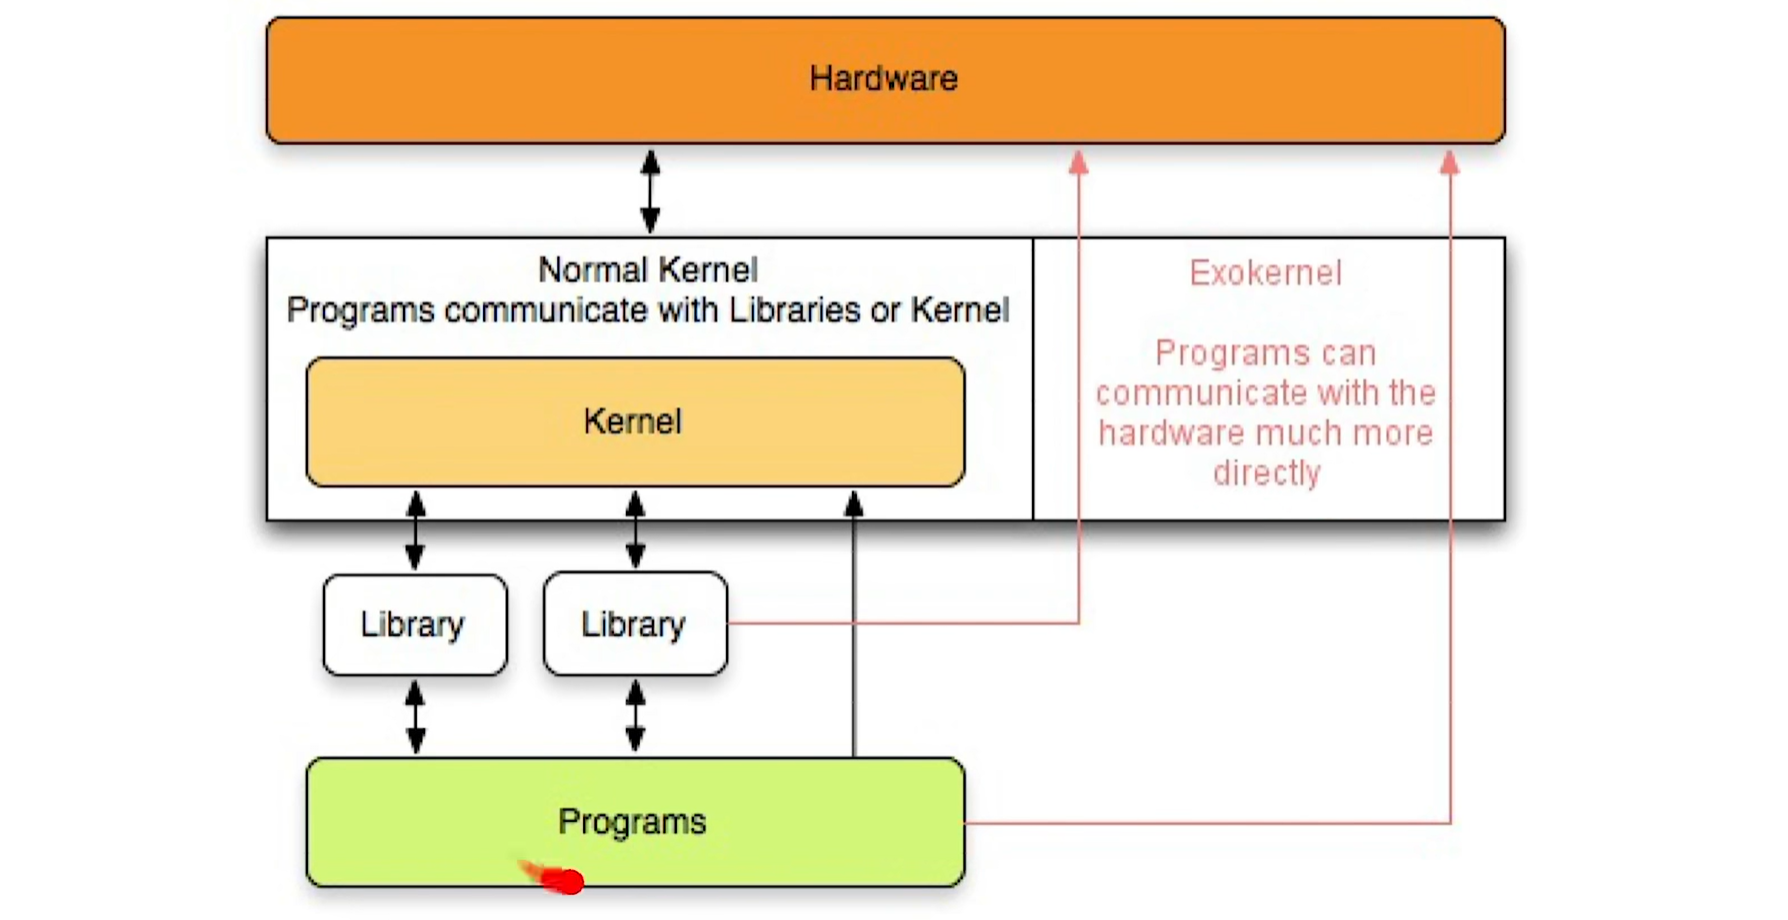 Hardware
Normal Kernel
Programs communicate with Libraries or Kernel
Kernel
Exokernel
Programs can
communicate with the
hardware much more
directly
Library
Library
Programs